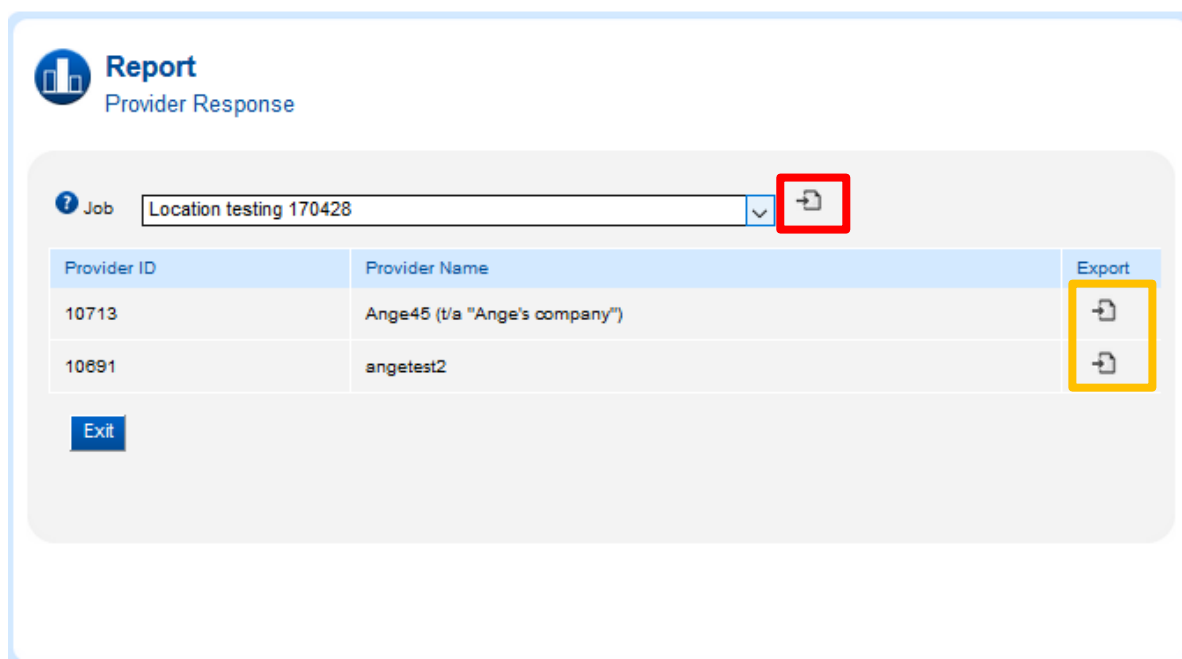 Report
Provider Response
? Job Location testing 170428
Provider ID Provider Name Export
10713 Ange45 (t/a "Ange's company")
10691 angetest2
Exit